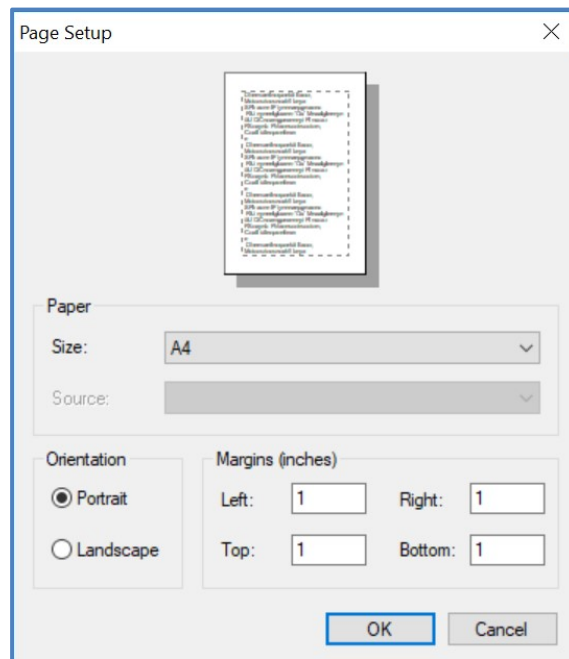 Page Setup
Paper
Size: A4
Source:
Orientation
Portrait
Landscape
Margins (inches)
Left: 1 Right: 1
Top: 1 Bottom: 1
OK Cancel